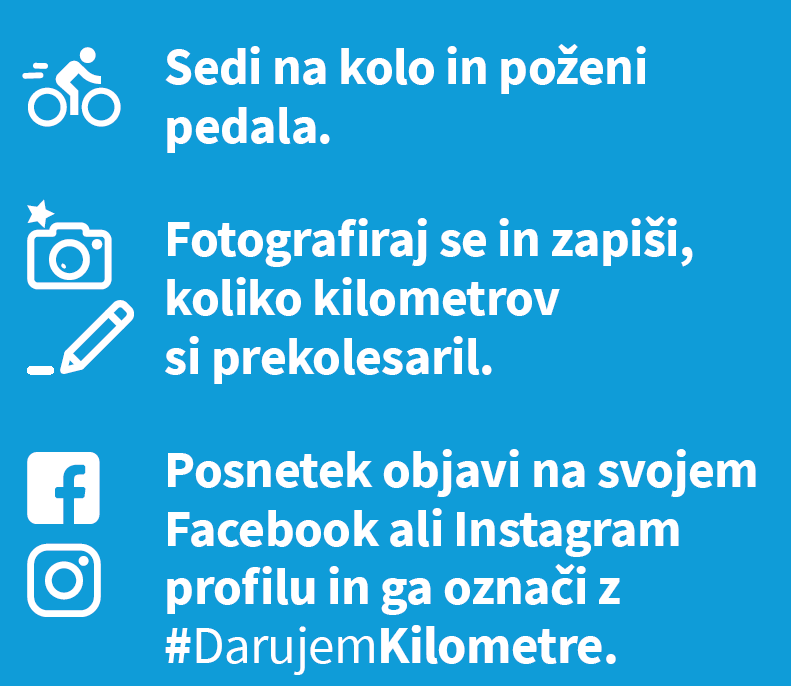 Sedi na kolo in poženi
pedala.
Fotografiraj se in zapiši,
koliko kilometrov
si prekolesaril.
Posnetek objavi na svojem
Facebook ali Instagram
profilu in ga označi z
#DarujemKilometre.